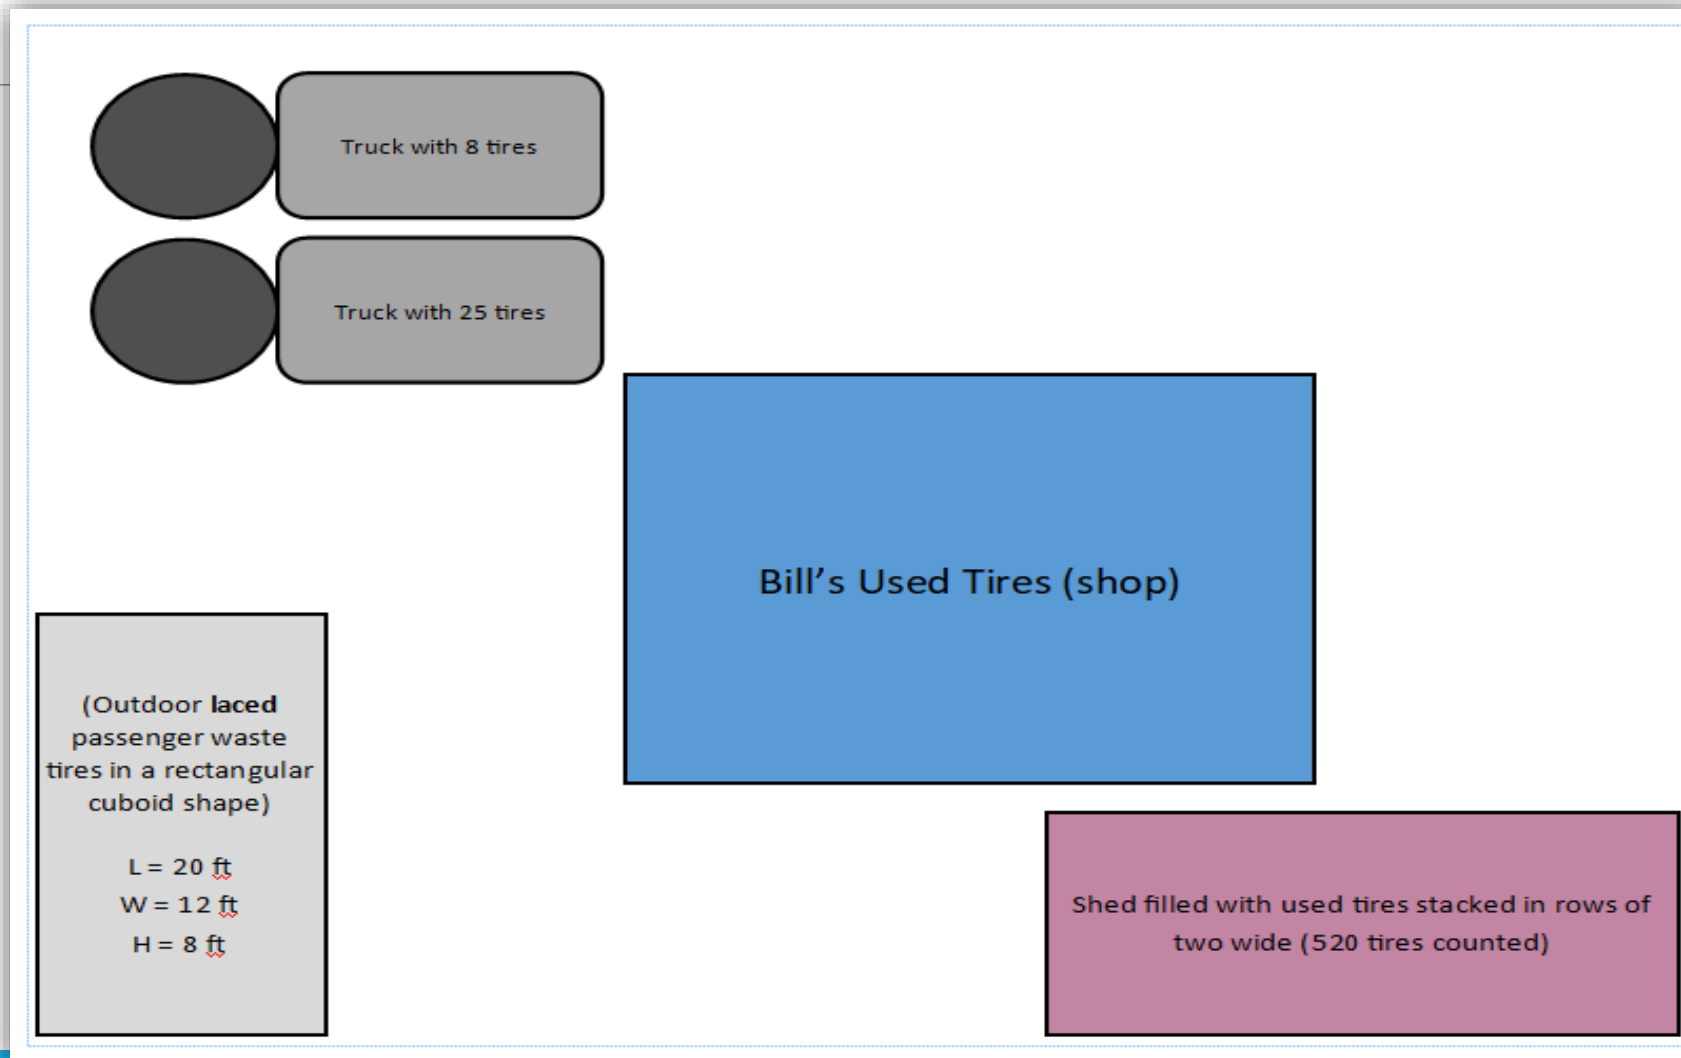 Truck with 8 tires
Truck with 25 tires
Bill’s Used Tires (shop)
(Outdoor laced
passenger waste
tires in a rectangular
cuboid shape)
L = 20 ft
W = 12 ft
H = 8 ft
Shed filled with used tires stacked in rows of
two wide (520 tires counted)